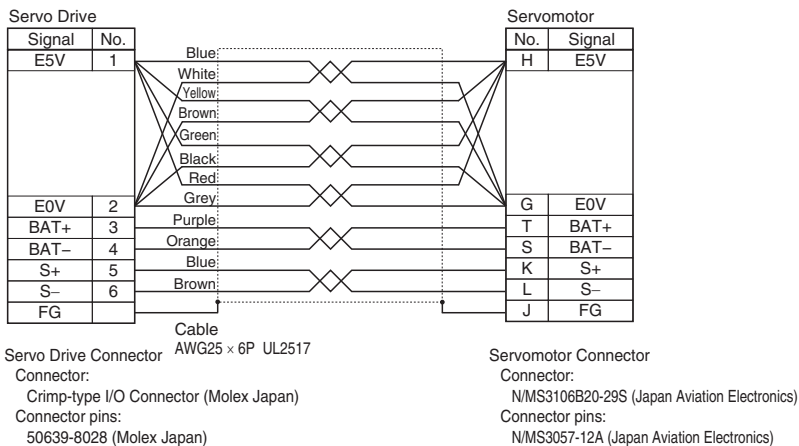 Servo Drive
Servomotor
Signal No.
No. Signal
E5V 1
Blue
H E5V
White
Yellow
Brown
Green
Black
Red
Grey
E0V 2
G E0V
Purple
BAT+ 3
T BAT+
Orange
BAT− 4
S BAT−
Blue
S+ 5
K S+
Brown
S− 6
L S−
FG
J FG
Cable
AWG25 × 6P UL2517
Servo Drive Connector
Connector:
Crimp-type I/O Connector (Molex Japan)
Connector pins:
50639-8028 (Molex Japan)
Servomotor Connector
Connector:
N/MS3106B20-29S (Japan Aviation Electronics)
Connector pins:
N/MS3057-12A (Japan Aviation Electronics)